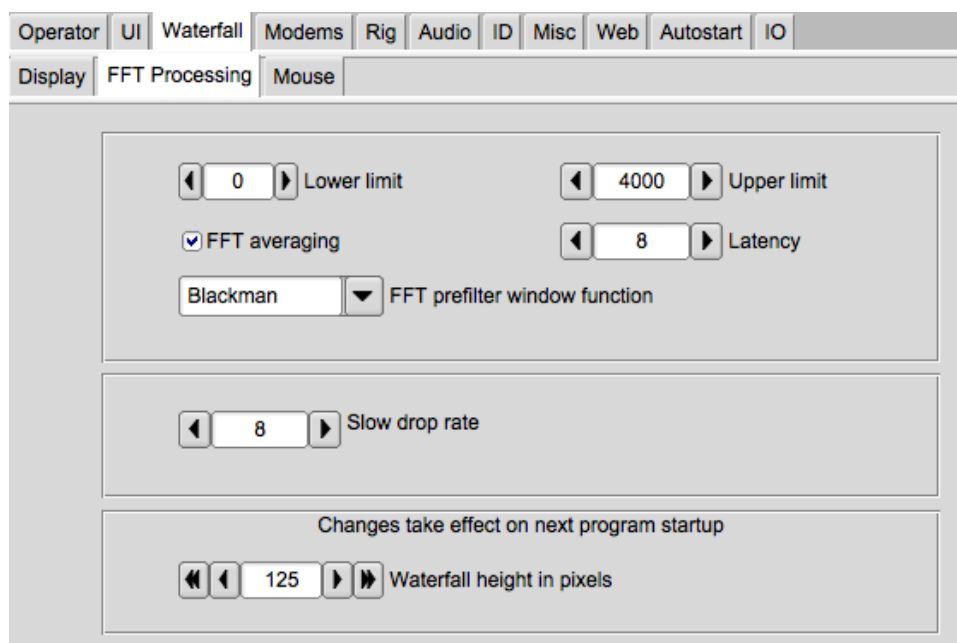 Operator UI Waterfall Modems Rig Audio ID Misc Web Autostart IO
Display FFT Processing Mouse
0 Lower limit 4000 Upper limit
FFT averaging 8 Latency
Blackman FFT prefilter window function
8 Slow drop rate
Changes take effect on next program startup
125 Waterfall height in pixels